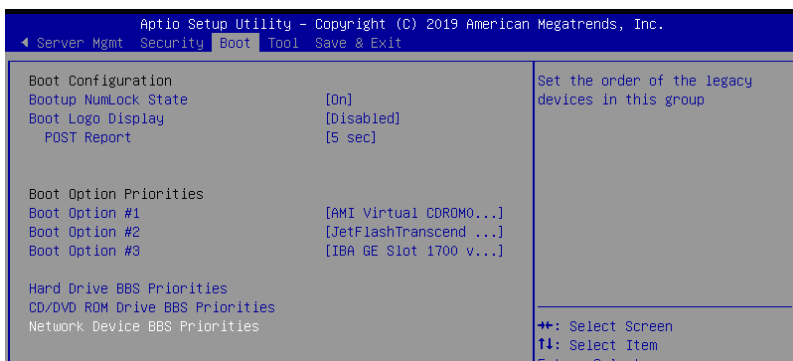 Aptio Setup Utility – Copyright (C) 2019 American Megatrends, Inc.
Server Mgmt Security Boot Tool Save & Exit
Boot Configuration
Bootup NumLock State [On]
Boot Logo Display [Disabled]
POST Report [5 sec]
Boot Option Priorities
Boot Option #1 [AMI Virtual CDROM0...]
Boot Option #2 [JetFlashTranscend ...]
Boot Option #3 [IBA GE Slot 1700 v...]
Hard Drive BBS Priorities
CD/DVD ROM Drive BBS Priorities
Network Device BBS Priorities
Set the order of the legacy
devices in this group
→←: Select Screen
↑↓: Select Item